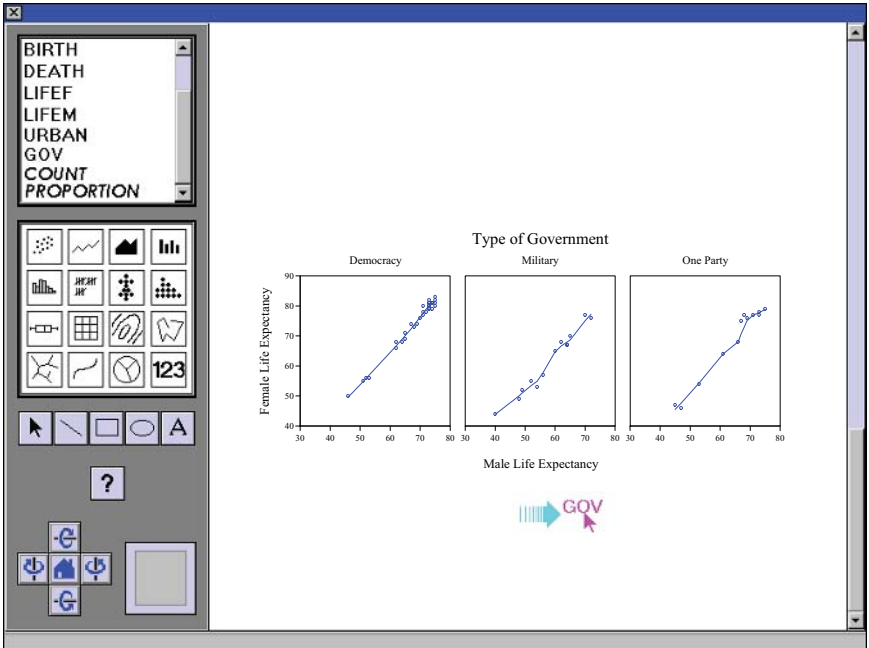 BIRTH
DEATH
LIFEF
LIFEM
URBAN
GOV
COUNT
PROPORTION
123
A
?
Type of Government
Democracy Military One Party
Female Life Expectancy
90
80
70
60
50
40
30 40 50 60 70 80 30 40 50 60 70 80 30 40 50 60 70 80
Male Life Expectancy
GOV